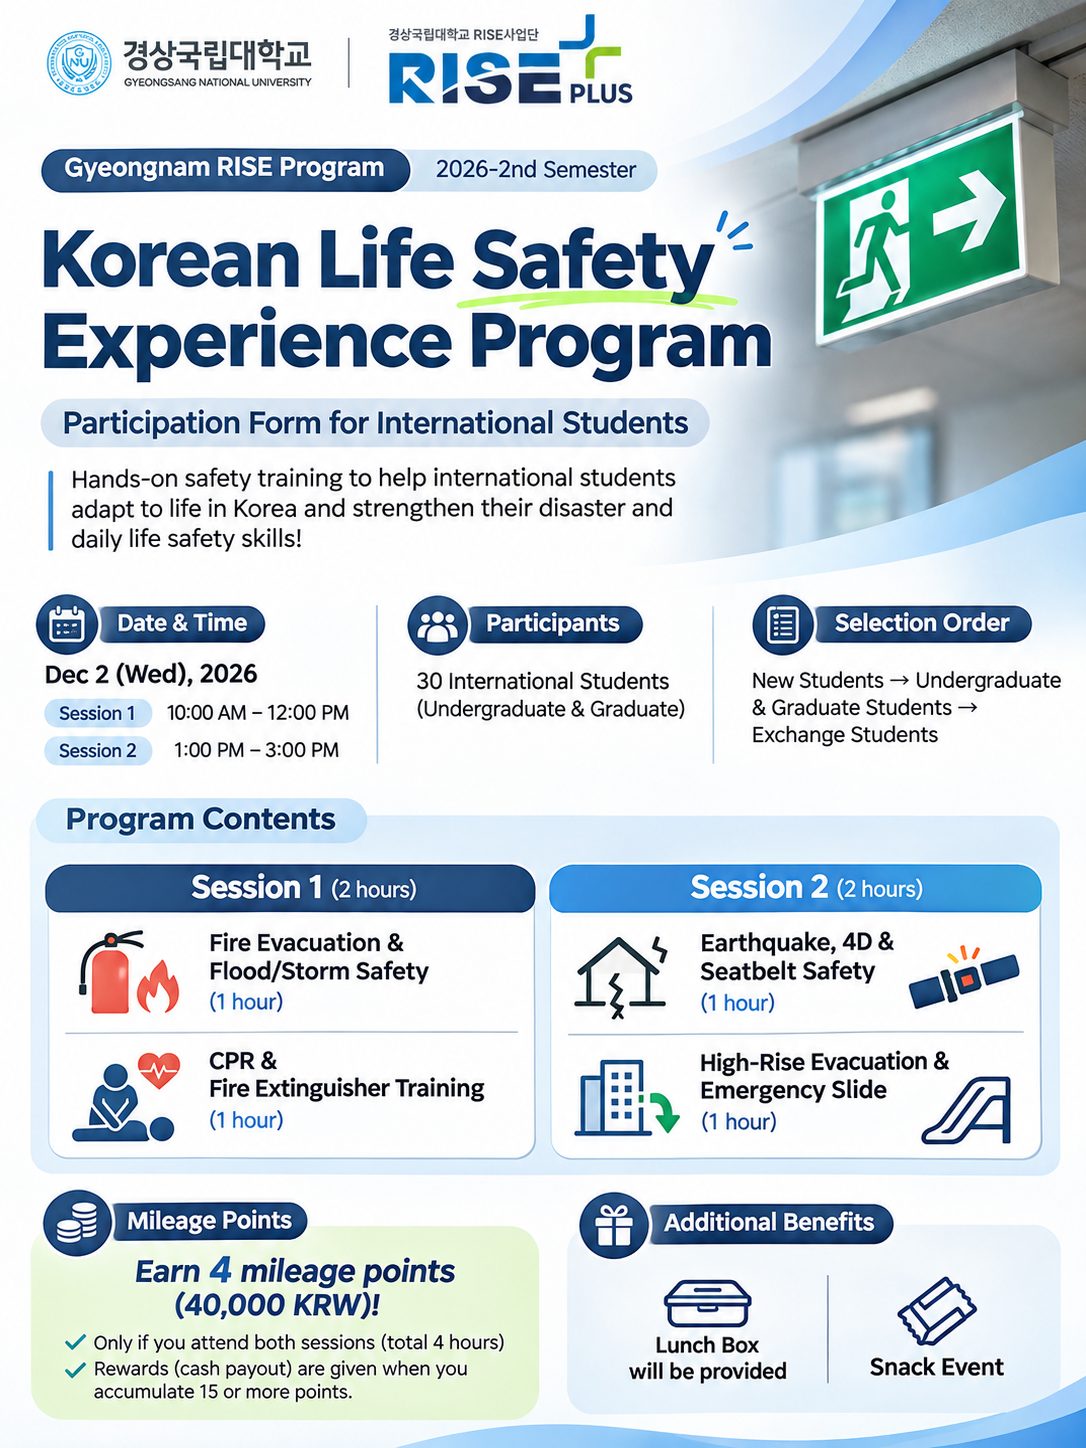 경상국립대학교
GYEONGSANG NATIONAL UNIVERSITY
GNU
경상국립대학교 RISE사업단
RISE PLUS
Gyeongnam RISE Program
2026-2nd Semester
Korean Life Safety
Experience Program
Participation Form for International Students
Hands-on safety training to help international students
adapt to life in Korea and strengthen their disaster and
daily life safety skills!
Date & Time
Dec 2 (Wed), 2026
Session 1 10:00 AM – 12:00 PM
Session 2 1:00 PM – 3:00 PM
Participants
30 International Students
(Undergraduate & Graduate)
Selection Order
New Students → Undergraduate
& Graduate Students →
Exchange Students
Program Contents
Session 1 (2 hours)
Fire Evacuation &
Flood/Storm Safety
(1 hour)
CPR &
Fire Extinguisher Training
(1 hour)
Session 2 (2 hours)
Earthquake, 4D &
Seatbelt Safety
(1 hour)
High-Rise Evacuation &
Emergency Slide
(1 hour)
Mileage Points
Earn 4 mileage points
(40,000 KRW)!
Only if you attend both sessions (total 4 hours)
Rewards (cash payout) are given when you
accumulate 15 or more points.
Additional Benefits
Lunch Box
will be provided
Snack Event